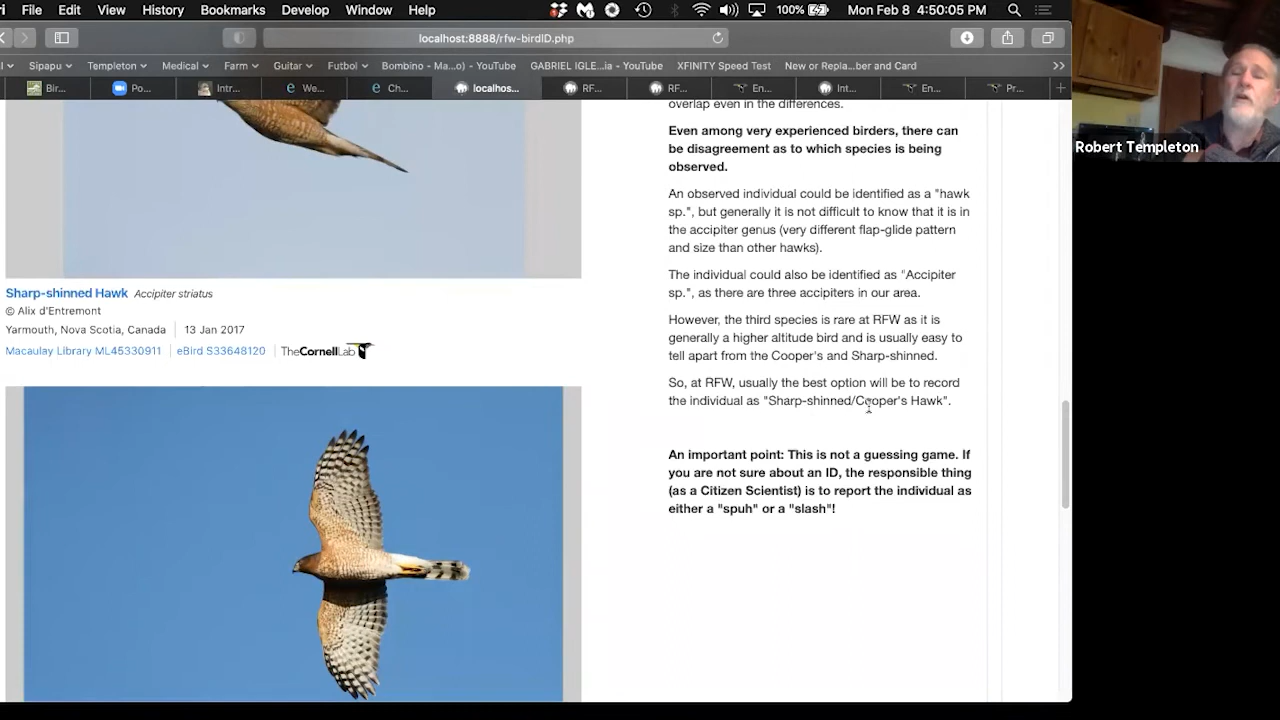 File Edit View History Bookmarks Develop Window Help 100% Mon Feb 8 4:50:05 PM
localhost:8888/rfw-birdID.php
Sipapu Templeton Medical Farm Guitar Futbol Bombino - Ma...o) - YouTube GABRIEL IGLE...ia - YouTube XFINITY Speed Test New or Repla...ber and Card
Bir... Po... Intr... We... Ch... localhos... RF... RF... En... Int... En... Pr...
Robert Templeton
overlap even in the differences.
Even among very experienced birders, there can
be disagreement as to which species is being
observed.
An observed individual could be identified as a "hawk
sp.", but generally it is not difficult to know that it is in
the accipiter genus (very different flap-glide pattern
and size than other hawks).
The individual could also be identified as "Accipiter
sp.", as there are three accipiters in our area.
However, the third species is rare at RFW as it is
generally a higher altitude bird and is usually easy to
tell apart from the Cooper's and Sharp-shinned.
So, at RFW, usually the best option will be to record
the individual as "Sharp-shinned/Cooper's Hawk".
An important point: This is not a guessing game. If
you are not sure about an ID, the responsible thing
(as a Citizen Scientist) is to report the individual as
either a "spuh" or a "slash"!
Sharp-shinned Hawk Accipiter striatus
© Alix d'Entremont
Yarmouth, Nova Scotia, Canada 13 Jan 2017
Macaulay Library ML45330911 eBird S33648120 TheCornellLab